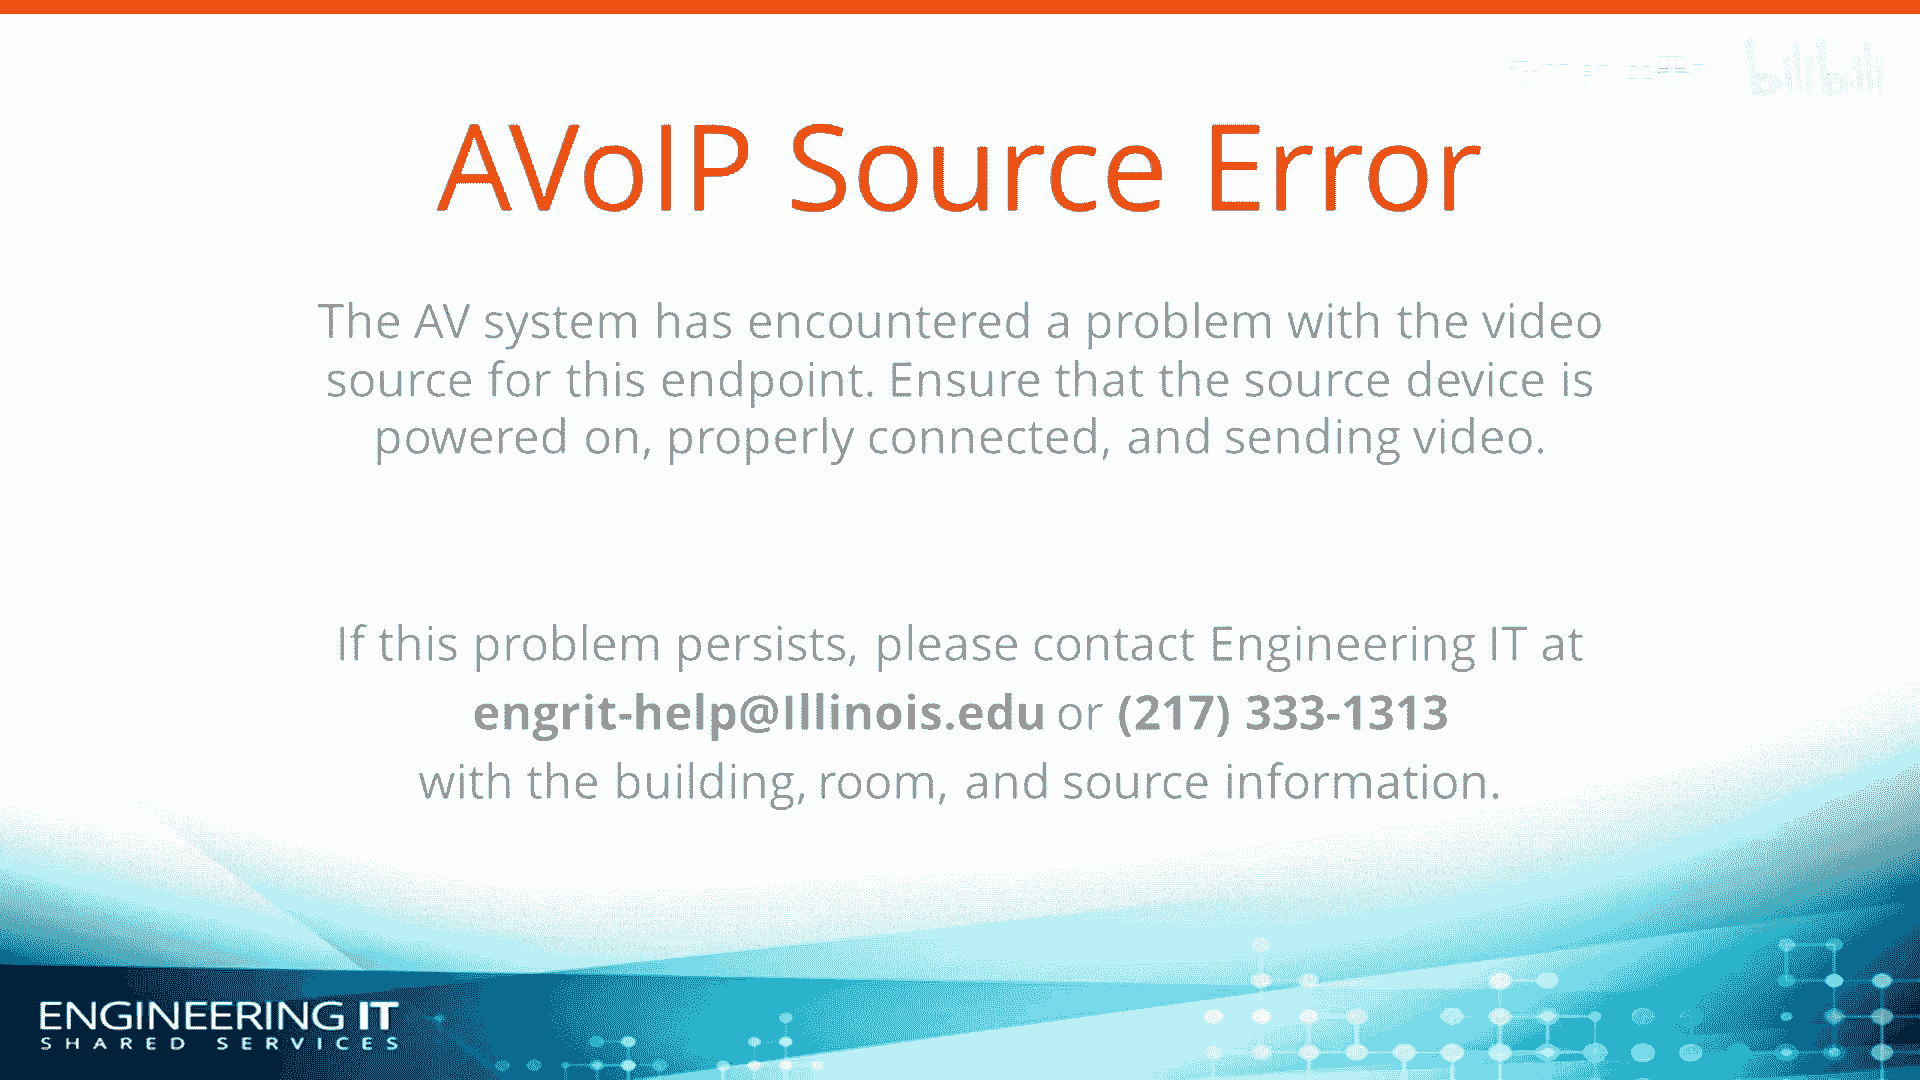 bilibili
AVoIP Source Error
The AV system has encountered a problem with the video
source for this endpoint. Ensure that the source device is
powered on, properly connected, and sending video.
If this problem persists, please contact Engineering IT at
engrit-help@Illinois.edu or (217) 333-1313
with the building, room, and source information.
ENGINEERING IT
SHARED SERVICES